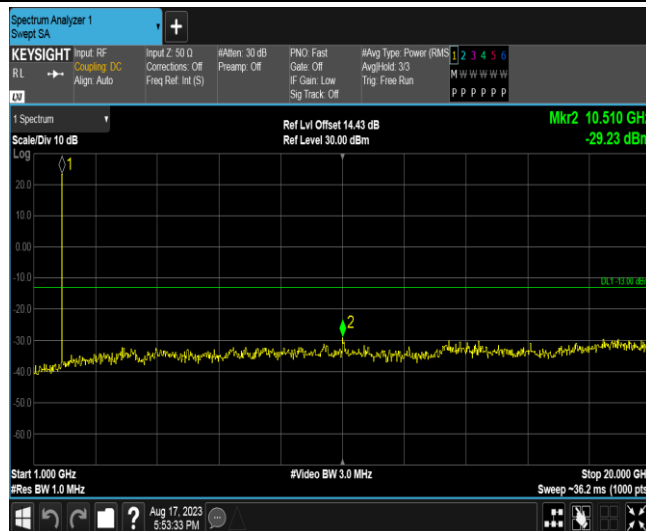 Spectrum Analyzer 1
Swept SA
+
KEYSIGHT
RL
LXI
Input: RF
Coupling: DC
Align: Auto
Input Z: 50 Ω
Corrections: Off
Freq Ref: Int (S)
#Atten: 30 dB
Preamp: Off
PNO: Fast
Gate: Off
IF Gain: Low
Sig Track: Off
#Avg Type: Power (RMS
Avg|Hold: 3/3
Trig: Free Run
1 2 3 4 5 6
M W W W W W
P P P P P P
1 Spectrum
Scale/Div 10 dB
Log
Ref Lvl Offset 14.43 dB
Ref Level 30.00 dBm
Mkr2 10.510 GHz
-29.23 dBm
1
20.0
10.0
0.00
-10.0
DL1 -13.00 dBm
-20.0
2
-30.0
-40.0
-50.0
-60.0
Start 1.000 GHz
#Res BW 1.0 MHz
#Video BW 3.0 MHz
Stop 20.000 GHz
Sweep ~36.2 ms (1000 pts
?
Aug 17, 2023
5:53:33 PM